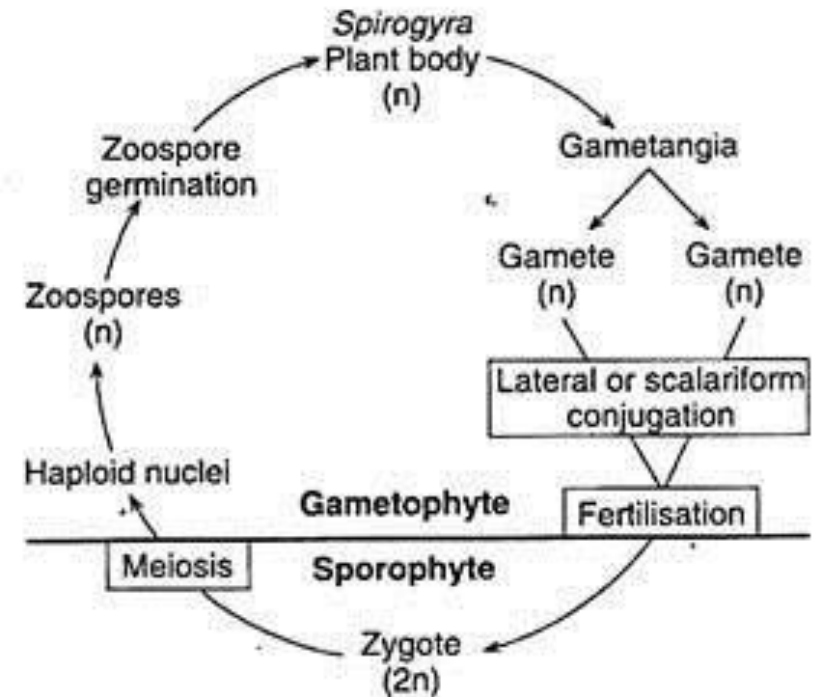 Spirogyra
Plant body
(n)
Gametangia
Gamete
(n)
Gamete
(n)
Lateral or scalariform
conjugation
Fertilisation
Gametophyte
Sporophyte
Zygote
(2n)
Meiosis
Haploid nuclei
Zoospores
(n)
Zoospore
germination